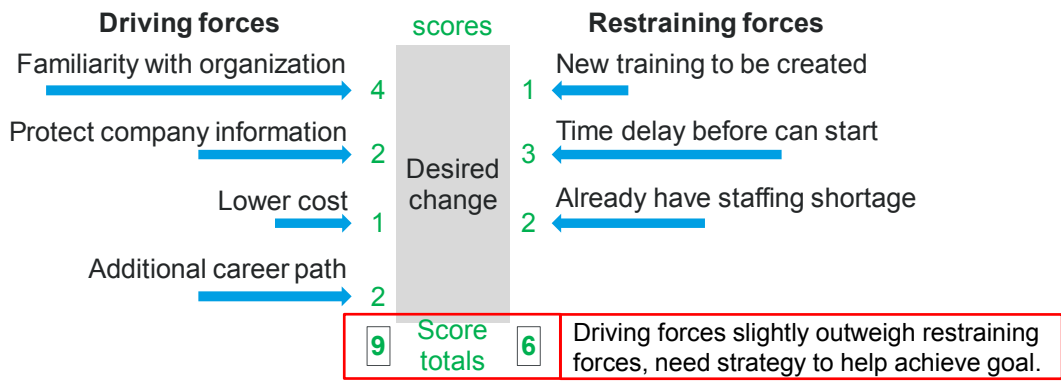 Driving forces
scores
Restraining forces
Familiarity with organization
4
1
New training to be created
Protect company information
2
3
Time delay before can start
Desired
change
Lower cost
1
2
Already have staffing shortage
Additional career path
2
9
Score
totals
6
Driving forces slightly outweigh restraining
forces, need strategy to help achieve goal.